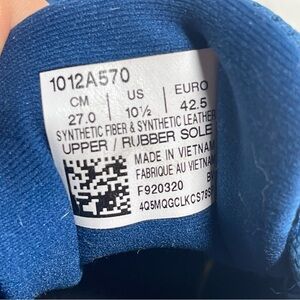 1012A570
CM | US | EURO
27.0 | 10½ | 42.5
SYNTHETIC FIBER & SYNTHETIC LEATHER
UPPER / RUBBER SOLE
MADE IN VIETNAM
FABRIQUE AU VIETNAM
F920320
4Q5MQGCLKCS78S